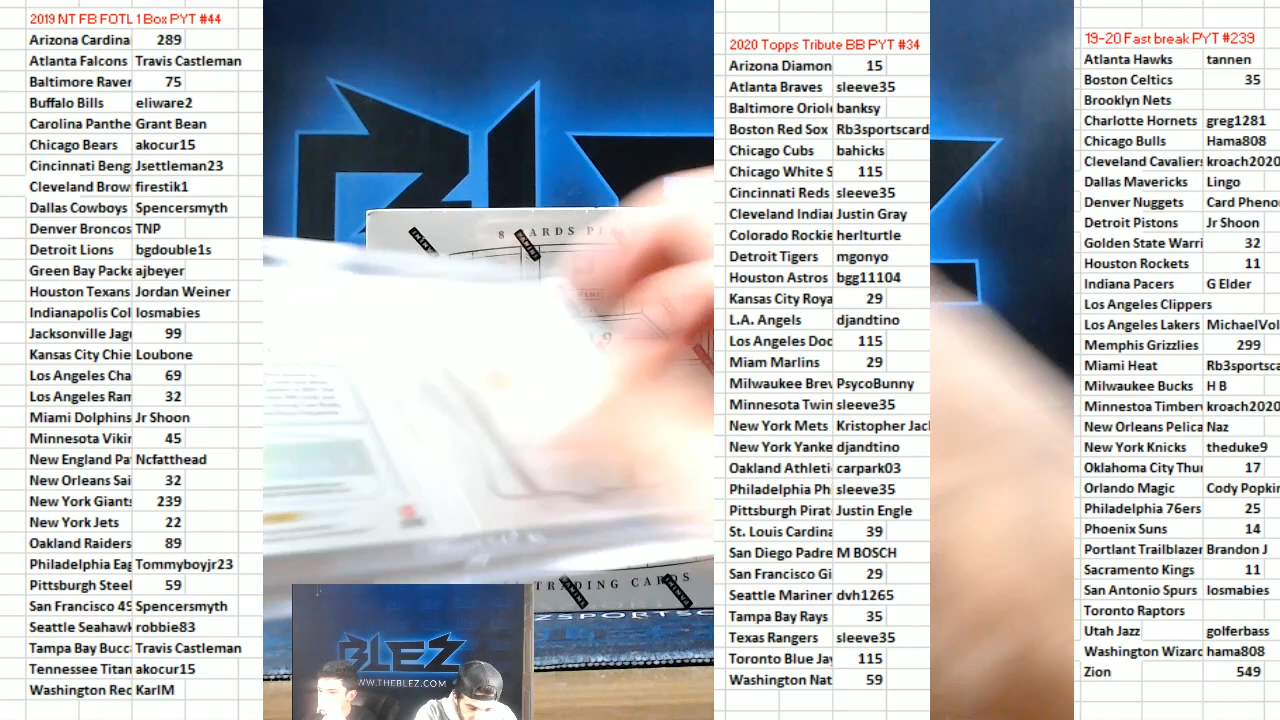 2019 NT FB FOTL 1 Box PYT #44
Arizona Cardina 289
Atlanta Falcons Travis Castleman
Baltimore Raver 75
Buffalo Bills eliware2
Carolina Panthe Grant Bean
Chicago Bears akocur15
Cincinnati Beng Jsettleman23
Cleveland Brow firestik1
Dallas Cowboys Spencersmyth
Denver Broncos TNP
Detroit Lions bgdouble1s
Green Bay Packe ajbeyer
Houston Texans Jordan Weiner
Indianapolis Col losmabies
Jacksonville Jagu 99
Kansas City Chie Loubone
Los Angeles Cha 69
Los Angeles Ram 32
Miami Dolphins Jr Shoon
Minnesota Vikin 45
New England Pa Ncfatthead
New Orleans Sai 32
New York Giants 239
New York Jets 22
Oakland Raiders 89
Philadelphia Eag Tommyboyjr23
Pittsburgh Steel 59
San Francisco 45 Spencersmyth
Seattle Seahawk robbie83
Tampa Bay Bucc Travis Castleman
Tennessee Titan akocur15
Washington Rec KarlM
8 CARDS
TRADING CARDS
BLEZ
WWW.THEBLEZ.COM
2020 Topps Tribute BB PYT #34
Arizona Diamon 15
Atlanta Braves sleeve35
Baltimore Oriole banksy
Boston Red Sox Rb3sportscard
Chicago Cubs bahicks
Chicago White S 115
Cincinnati Reds sleeve35
Cleveland Indian Justin Gray
Colorado Rockie herlturtle
Detroit Tigers mgonyo
Houston Astros bgg11104
Kansas City Roya 29
L.A. Angels djandtino
Los Angeles Doc 115
Miam Marlins 29
Milwaukee Brev PsycoBunny
Minnesota Twin sleeve35
New York Mets Kristopher Jacl
New York Yanke djandtino
Oakland Athleti carpark03
Philadelphia Ph sleeve35
Pittsburgh Pirat Justin Engle
St. Louis Cardina 39
San Diego Padre M BOSCH
San Francisco Gi 29
Seattle Mariner dvh1265
Tampa Bay Rays 35
Texas Rangers sleeve35
Toronto Blue Jay 115
Washington Nat 59
19-20 Fast break PYT #239
Atlanta Hawks tannen
Boston Celtics 35
Brooklyn Nets
Charlotte Hornets greg1281
Chicago Bulls Hama808
Cleveland Cavaliers kroach2020
Dallas Mavericks Lingo
Denver Nuggets Card Pheno
Detroit Pistons Jr Shoon
Golden State Warri 32
Houston Rockets 11
Indiana Pacers G Elder
Los Angeles Clippers
Los Angeles Lakers MichaelVol
Memphis Grizzlies 299
Miami Heat Rb3sportsca
Milwaukee Bucks H B
Minnestoa Timberv kroach2020
New Orleans Pelica Naz
New York Knicks theduke9
Oklahoma City Thui 17
Orlando Magic Cody Popkin
Philadelphia 76ers 25
Phoenix Suns 14
Portlant Trailblazer Brandon J
Sacramento Kings 11
San Antonio Spurs losmabies
Toronto Raptors
Utah Jazz golferbass
Washington Wizard hama808
Zion 549